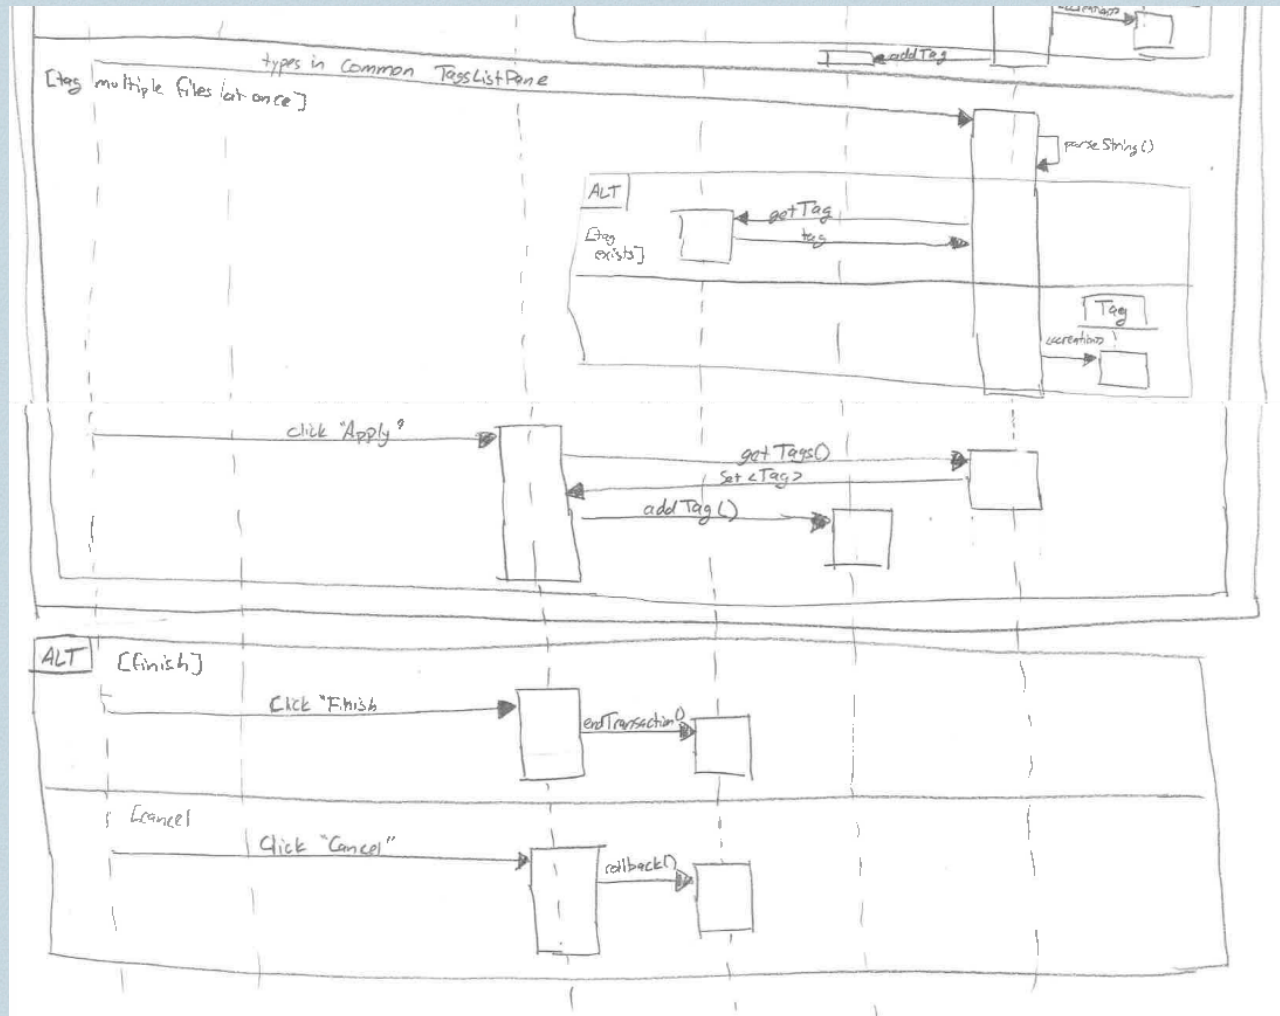 addTag
types in Common TagsListPane
[tag multiple files at once]
parseString()
ALT
getTag
[tag
exists]
tag
Tag
<<creation>>
click "Apply"
getTags()
Set<Tag>
addTag()
ALT
[finish]
Click "Finish
endTransaction()
[cancel
Click "Cancel"
rollback()